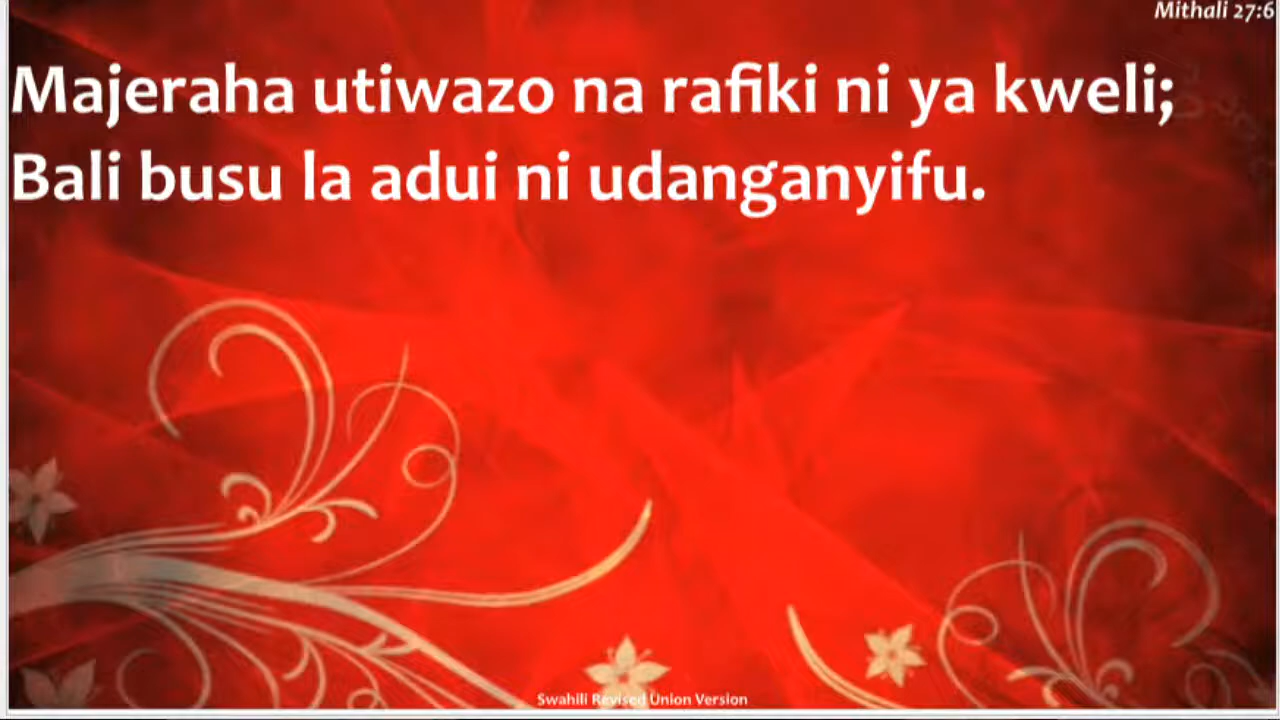 Mithali 27:6
Majeraha utiwazo na rafiki ni ya kweli;
Bali busu la adui ni udanganyifu.
Swahili Revised Union Version